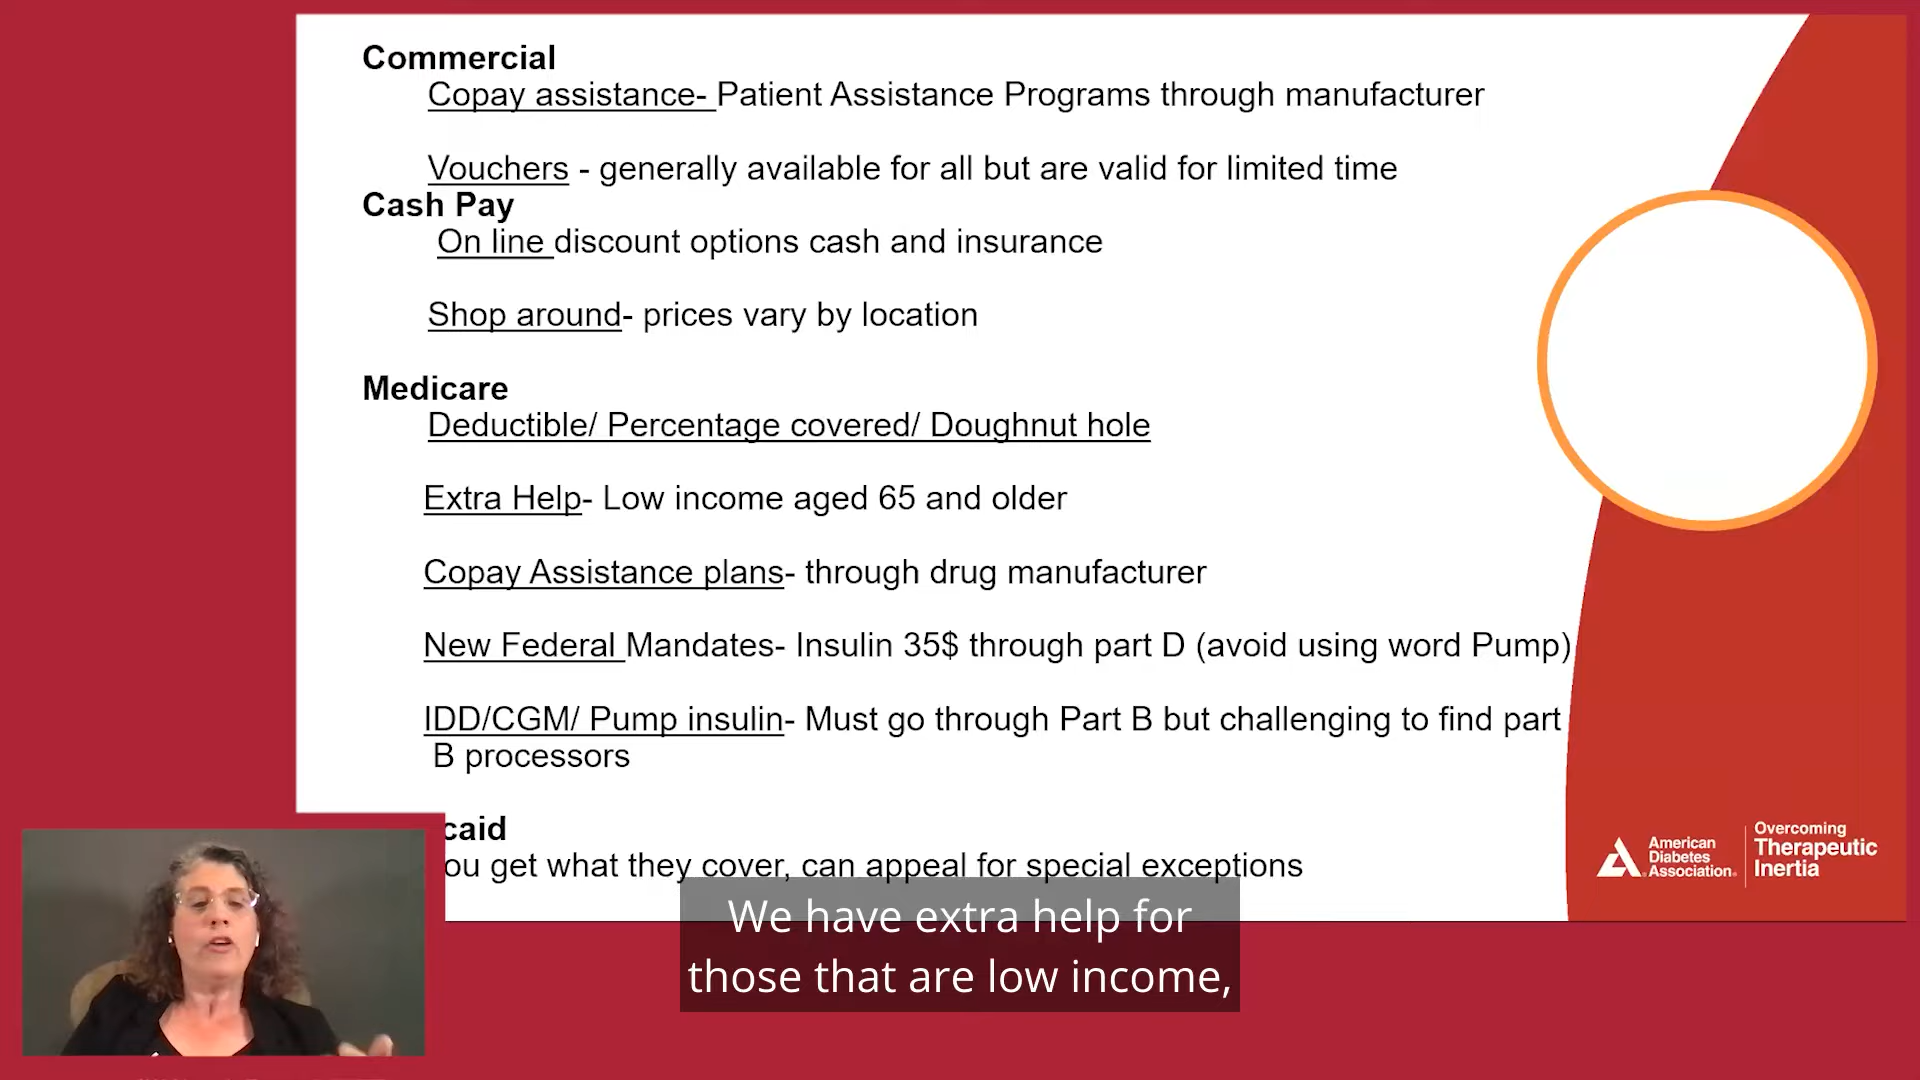 Commercial
Copay assistance- Patient Assistance Programs through manufacturer
Vouchers - generally available for all but are valid for limited time
Cash Pay
On line discount options cash and insurance
Shop around- prices vary by location
Medicare
Deductible/ Percentage covered/ Doughnut hole
Extra Help- Low income aged 65 and older
Copay Assistance plans- through drug manufacturer
New Federal Mandates- Insulin 35$ through part D (avoid using word Pump)
IDD/CGM/ Pump insulin- Must go through Part B but challenging to find part
B processors
caid
ou get what they cover, can appeal for special exceptions
American
Diabetes
Association.
Overcoming
Therapeutic
Inertia
We have extra help for
those that are low income,